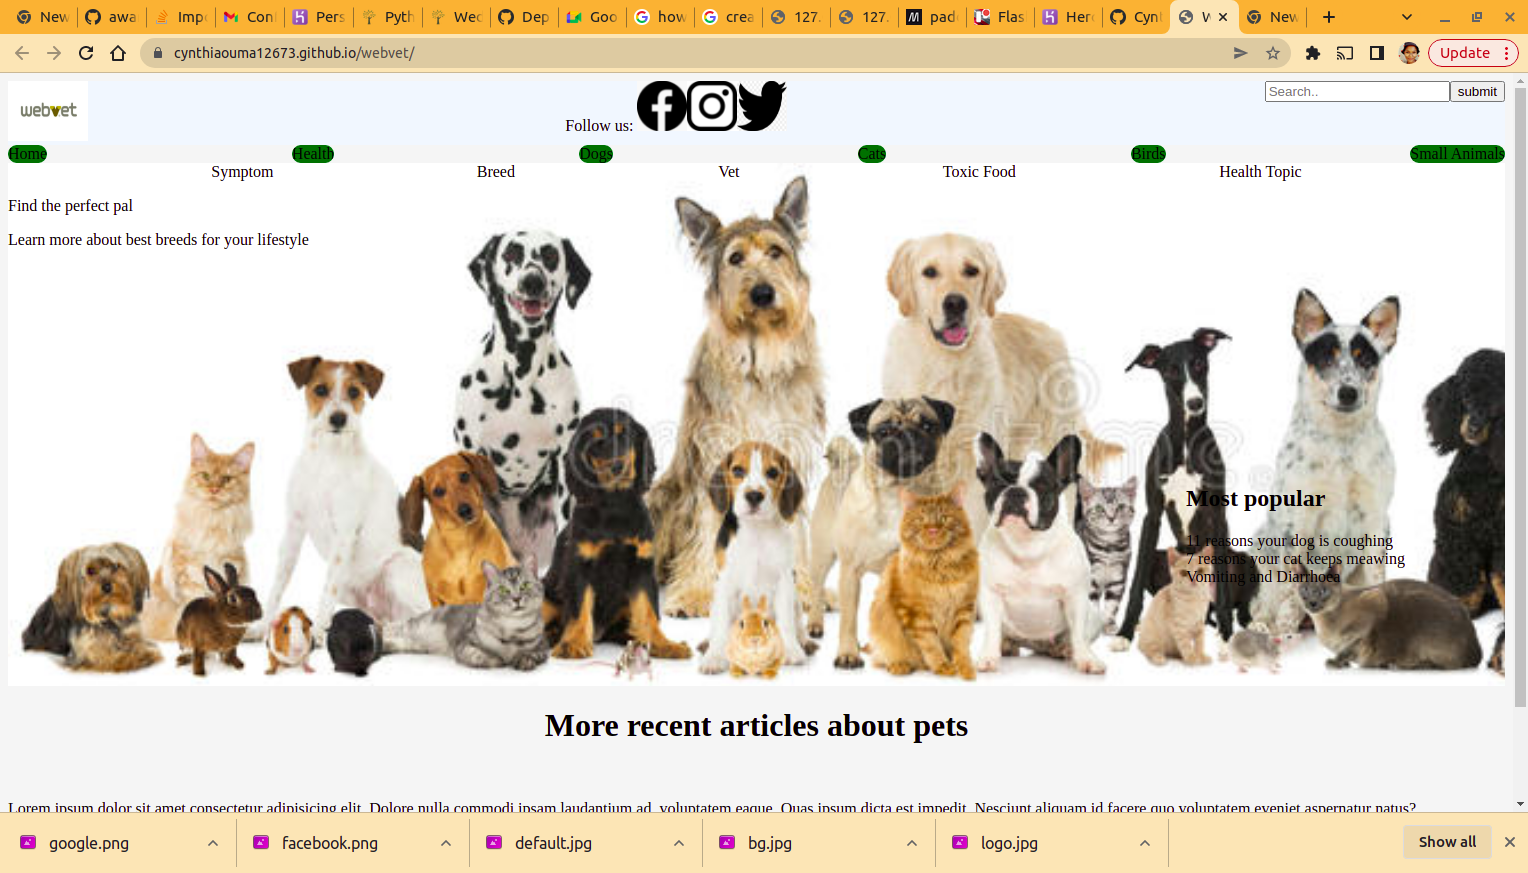 New
awa
Imp
Con
Pers
Pyth
Wed
Dep
Goo
how
crea
127.
127.
pad
Flas
Hero
Cynt
W
New
cynthiaouma12673.github.io/webvet/
Update
webvet
Follow us:
Search..
submit
Home Health Dogs Cats Birds Small Animals
Symptom Breed Vet Toxic Food Health Topic
Find the perfect pal
Learn more about best breeds for your lifestyle
dreamstime.
Most popular
11 reasons your dog is coughing
7 reasons your cat keeps meawing
Vomiting and Diarrhoea
More recent articles about pets
Lorem ipsum dolor sit amet consectetur adipisicing elit. Dolore nulla commodi ipsam laudantium ad, voluptatem eaque. Quas ipsum dicta est impedit. Nesciunt aliquam id facere quo voluptatem eveniet aspernatur natus?
google.png
facebook.png
default.jpg
bg.jpg
logo.jpg
Show all